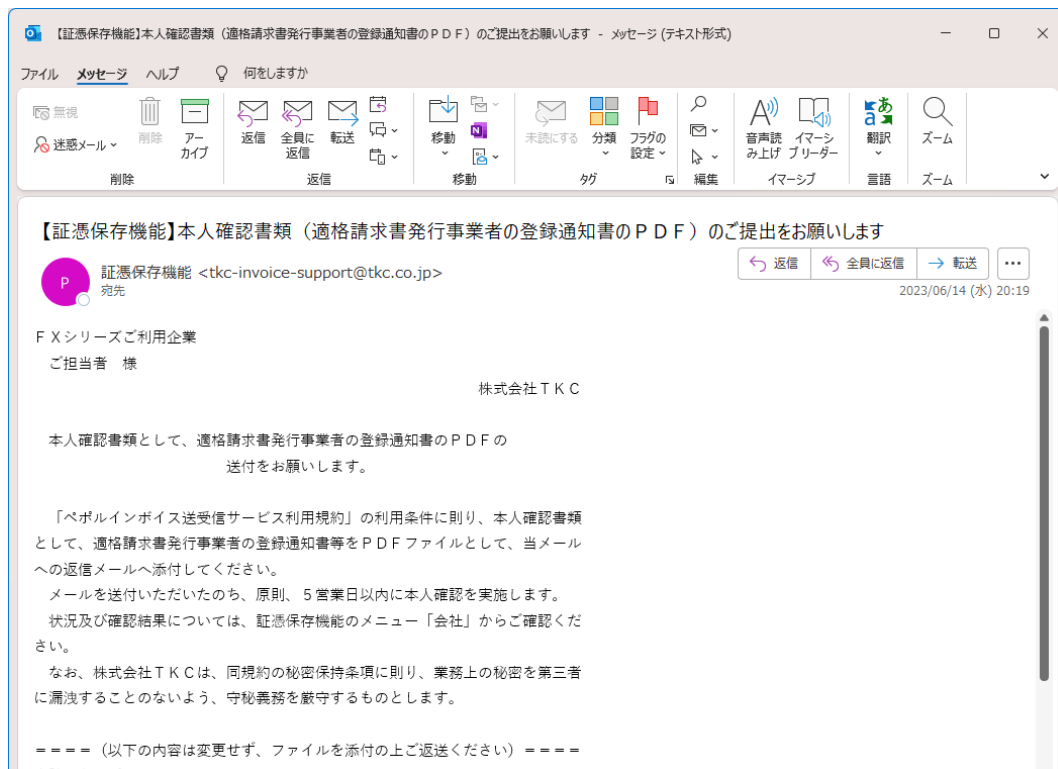 【証憑保存機能】本人確認書類（適格請求書発行事業者の登録通知書のＰＤＦ）のご提出をお願いします - メッセージ (テキスト形式)
ファイル メッセージ ヘルプ 何をしますか
無視
迷惑メール
削除
アー
カイブ
返信
全員に
返信
転送
移動
未読にする
分類
フラグの
設定
音声読
み上げ
イマーシ
ブ リーダー
翻訳
ズーム
削除 返信 移動 タグ 編集 イマーシブ 言語 ズーム
【証憑保存機能】本人確認書類（適格請求書発行事業者の登録通知書のＰＤＦ）のご提出をお願いします
P
証憑保存機能 <tkc-invoice-support@tkc.co.jp>
宛先
返信 全員に返信 転送
2023/06/14 (水) 20:19
ＦＸシリーズご利用企業
ご担当者　様
株式会社ＴＫＣ
本人確認書類として、適格請求書発行事業者の登録通知書のＰＤＦの
送付をお願いします。
「ペポルインボイス送受信サービス利用規約」の利用条件に則り、本人確認書類
として、適格請求書発行事業者の登録通知書等をＰＤＦファイルとして、当メール
への返信メールへ添付してください。
メールを送付いただいたのち、原則、５営業日以内に本人確認を実施します。
状況及び確認結果については、証憑保存機能のメニュー「会社」からご確認くだ
さい。
なお、株式会社ＴＫＣは、同規約の秘密保持条項に則り、業務上の秘密を第三者
に漏洩することのないよう、守秘義務を厳守するものとします。
＝＝＝＝（以下の内容は変更せず、ファイルを添付の上ご返送ください）＝＝＝＝